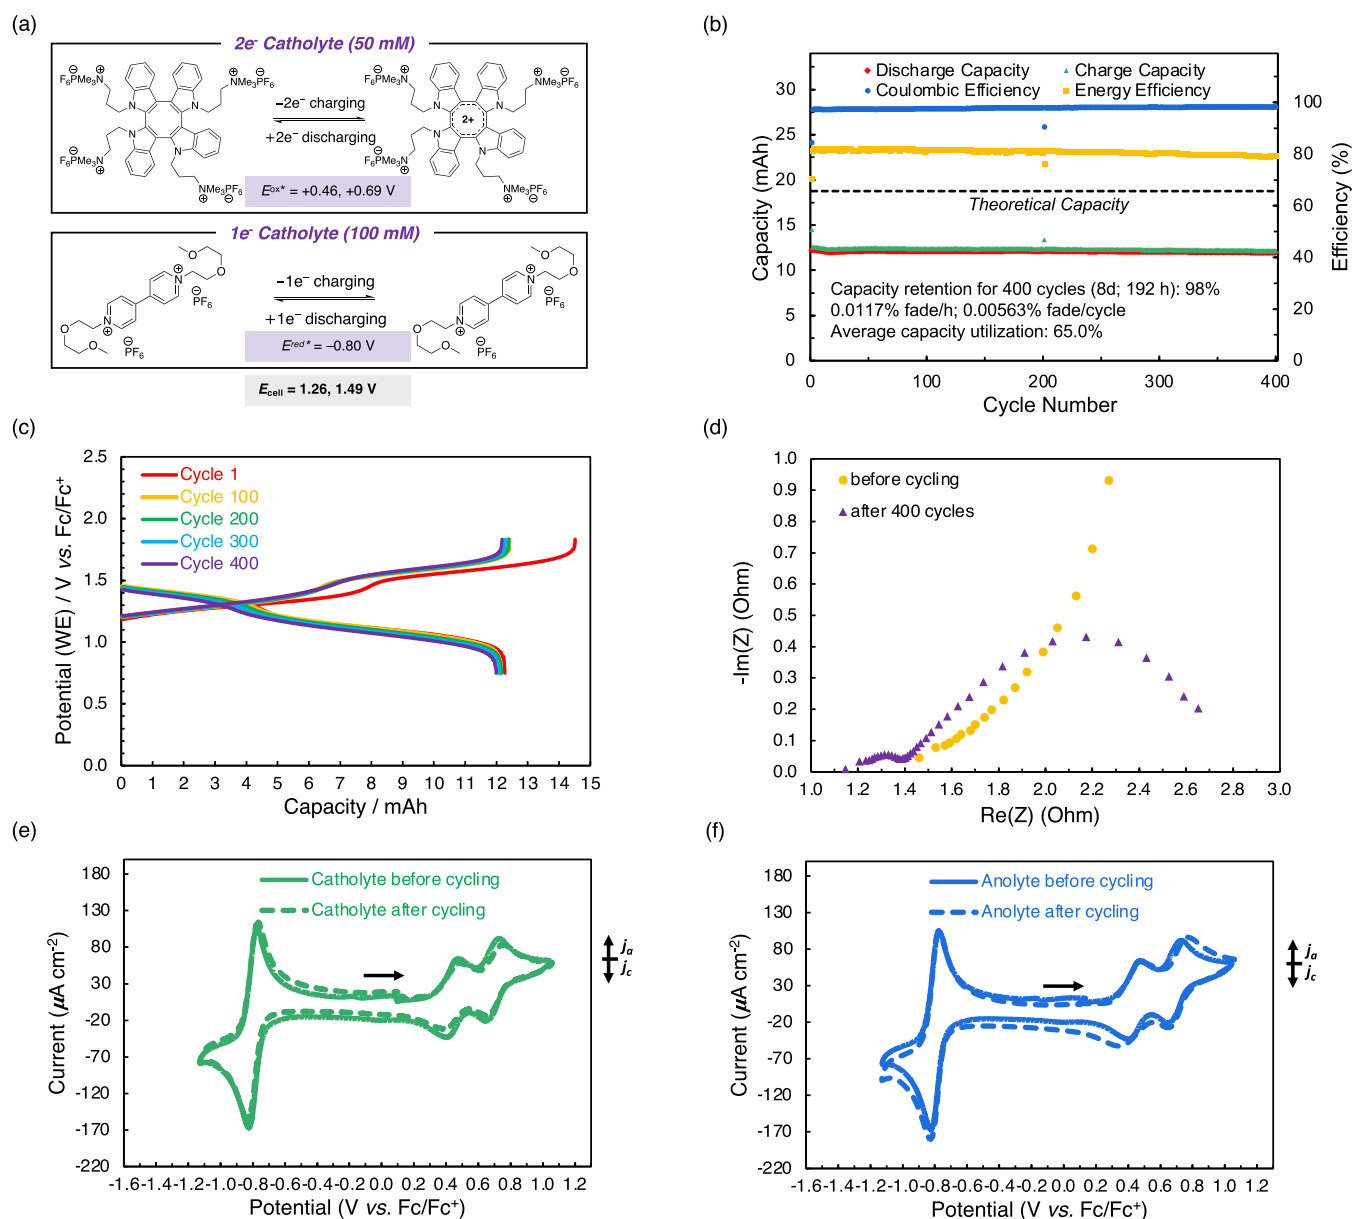 (a)
2e⁻ Catholyte (50 mM)
F₆PMe₃N
NMe₃PF₆
F₆PMe₃N
NMe₃PF₆
N
N
N
N
N
N
N
N
−2e⁻ charging
+2e⁻ discharging
2+
F₆PMe₃N
NMe₃PF₆
F₆PMe₃N
NMe₃PF₆
Eᵒˣ* = +0.46, +0.69 V
1e⁻ Catholyte (100 mM)
O
O
N
PF₆
N
O
O
PF₆
−1e⁻ charging
+1e⁻ discharging
O
O
N
PF₆
N
O
O
PF₆
Eʳᵉᵈ* = −0.80 V
E_cell = 1.26, 1.49 V
(b)
Discharge Capacity
Charge Capacity
Coulombic Efficiency
Energy Efficiency
Theoretical Capacity
Capacity retention for 400 cycles (8d; 192 h): 98%
0.0117% fade/h; 0.00563% fade/cycle
Average capacity utilization: 65.0%
Capacity (mAh)
30
25
20
15
10
5
0
Efficiency (%)
100
80
60
40
20
0
0 100 200 300 400
Cycle Number
(c)
Cycle 1
Cycle 100
Cycle 200
Cycle 300
Cycle 400
Potential (WE) / V vs. Fc/Fc⁺
2.5
2.0
1.5
1.0
0.5
0.0
0 1 2 3 4 5 6 7 8 9 10 11 12 13 14 15
Capacity / mAh
(d)
before cycling
after 400 cycles
-Im(Z) (Ohm)
1.0
0.9
0.8
0.7
0.6
0.5
0.4
0.3
0.2
0.1
0.0
1.0 1.2 1.4 1.6 1.8 2.0 2.2 2.4 2.6 2.8 3.0
Re(Z) (Ohm)
(e)
Catholyte before cycling
Catholyte after cycling
jₐ
j_c
Current (μA cm⁻²)
180
130
80
30
-20
-70
-120
-170
-220
-1.6 -1.4 -1.2 -1.0 -0.8 -0.6 -0.4 -0.2 0.0 0.2 0.4 0.6 0.8 1.0 1.2
Potential (V vs. Fc/Fc⁺)
(f)
Anolyte before cycling
Anolyte after cycling
jₐ
j_c
Current (μA cm⁻²)
180
130
80
30
-20
-70
-120
-170
-220
-1.6 -1.4 -1.2 -1.0 -0.8 -0.6 -0.4 -0.2 0.0 0.2 0.4 0.6 0.8 1.0 1.2
Potential (V vs. Fc/Fc⁺)